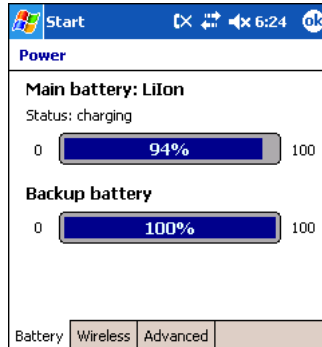 Start 6:24 ok
Power
Main battery: LiIon
Status: charging
0 94% 100
Backup battery
0 100% 100
Battery Wireless Advanced